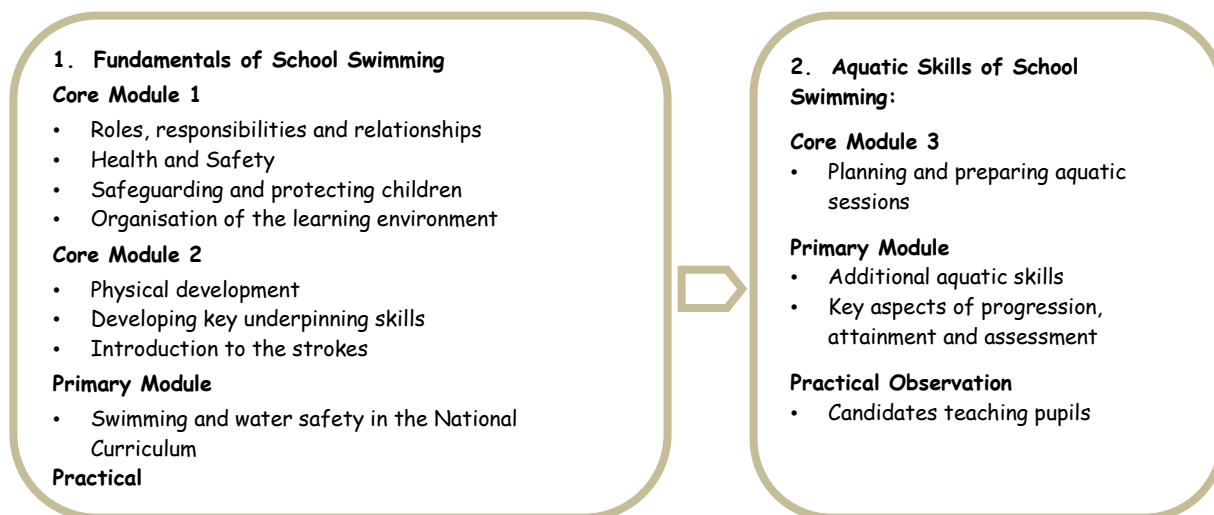 1. Fundamentals of School Swimming
Core Module 1
• Roles, responsibilities and relationships
• Health and Safety
• Safeguarding and protecting children
• Organisation of the learning environment
Core Module 2
• Physical development
• Developing key underpinning skills
• Introduction to the strokes
Primary Module
• Swimming and water safety in the National
Curriculum
Practical
2. Aquatic Skills of School
Swimming:
Core Module 3
• Planning and preparing aquatic
sessions
Primary Module
• Additional aquatic skills
• Key aspects of progression,
attainment and assessment
Practical Observation
• Candidates teaching pupils